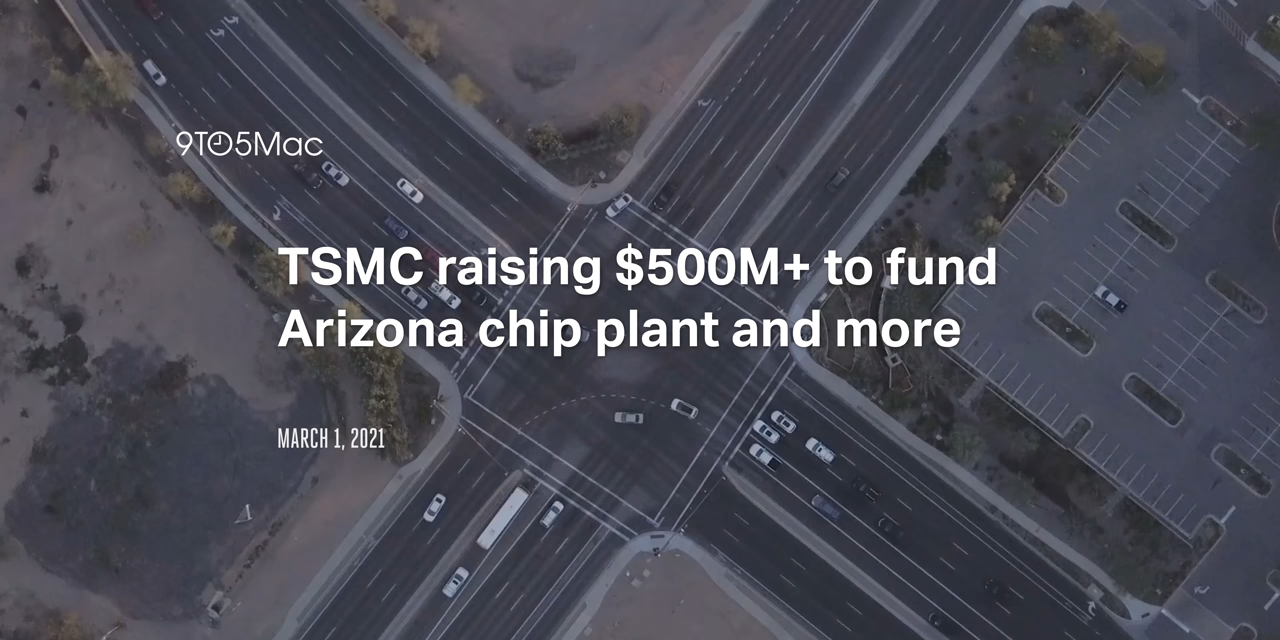 9TO5Mac
TSMC raising $500M+ to fund
Arizona chip plant and more
MARCH 1, 2021